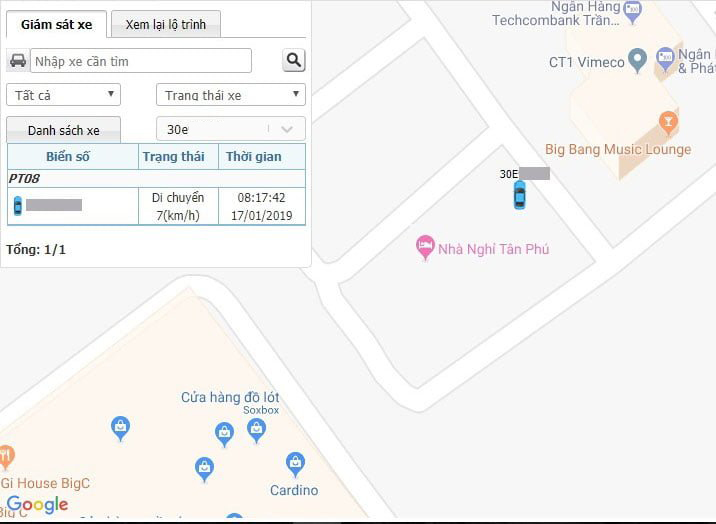 Giám sát xe
Xem lại lộ trình
Nhập xe cần tìm
Tất cả
Trạng thái xe
Danh sách xe
30e
Biển số
Trạng thái
Thời gian
PT08
Di chuyển
7(km/h)
08:17:42
17/01/2019
Tổng: 1/1
Ngân Hàng
Techcombank Trần...
CT1 Vimeco
Ngân H
& Phát
Big Bang Music Lounge
30E
Nhà Nghỉ Tân Phú
Cửa hàng đồ lót
Soxbox
Cardino
Gi House BigC
Big C
Google